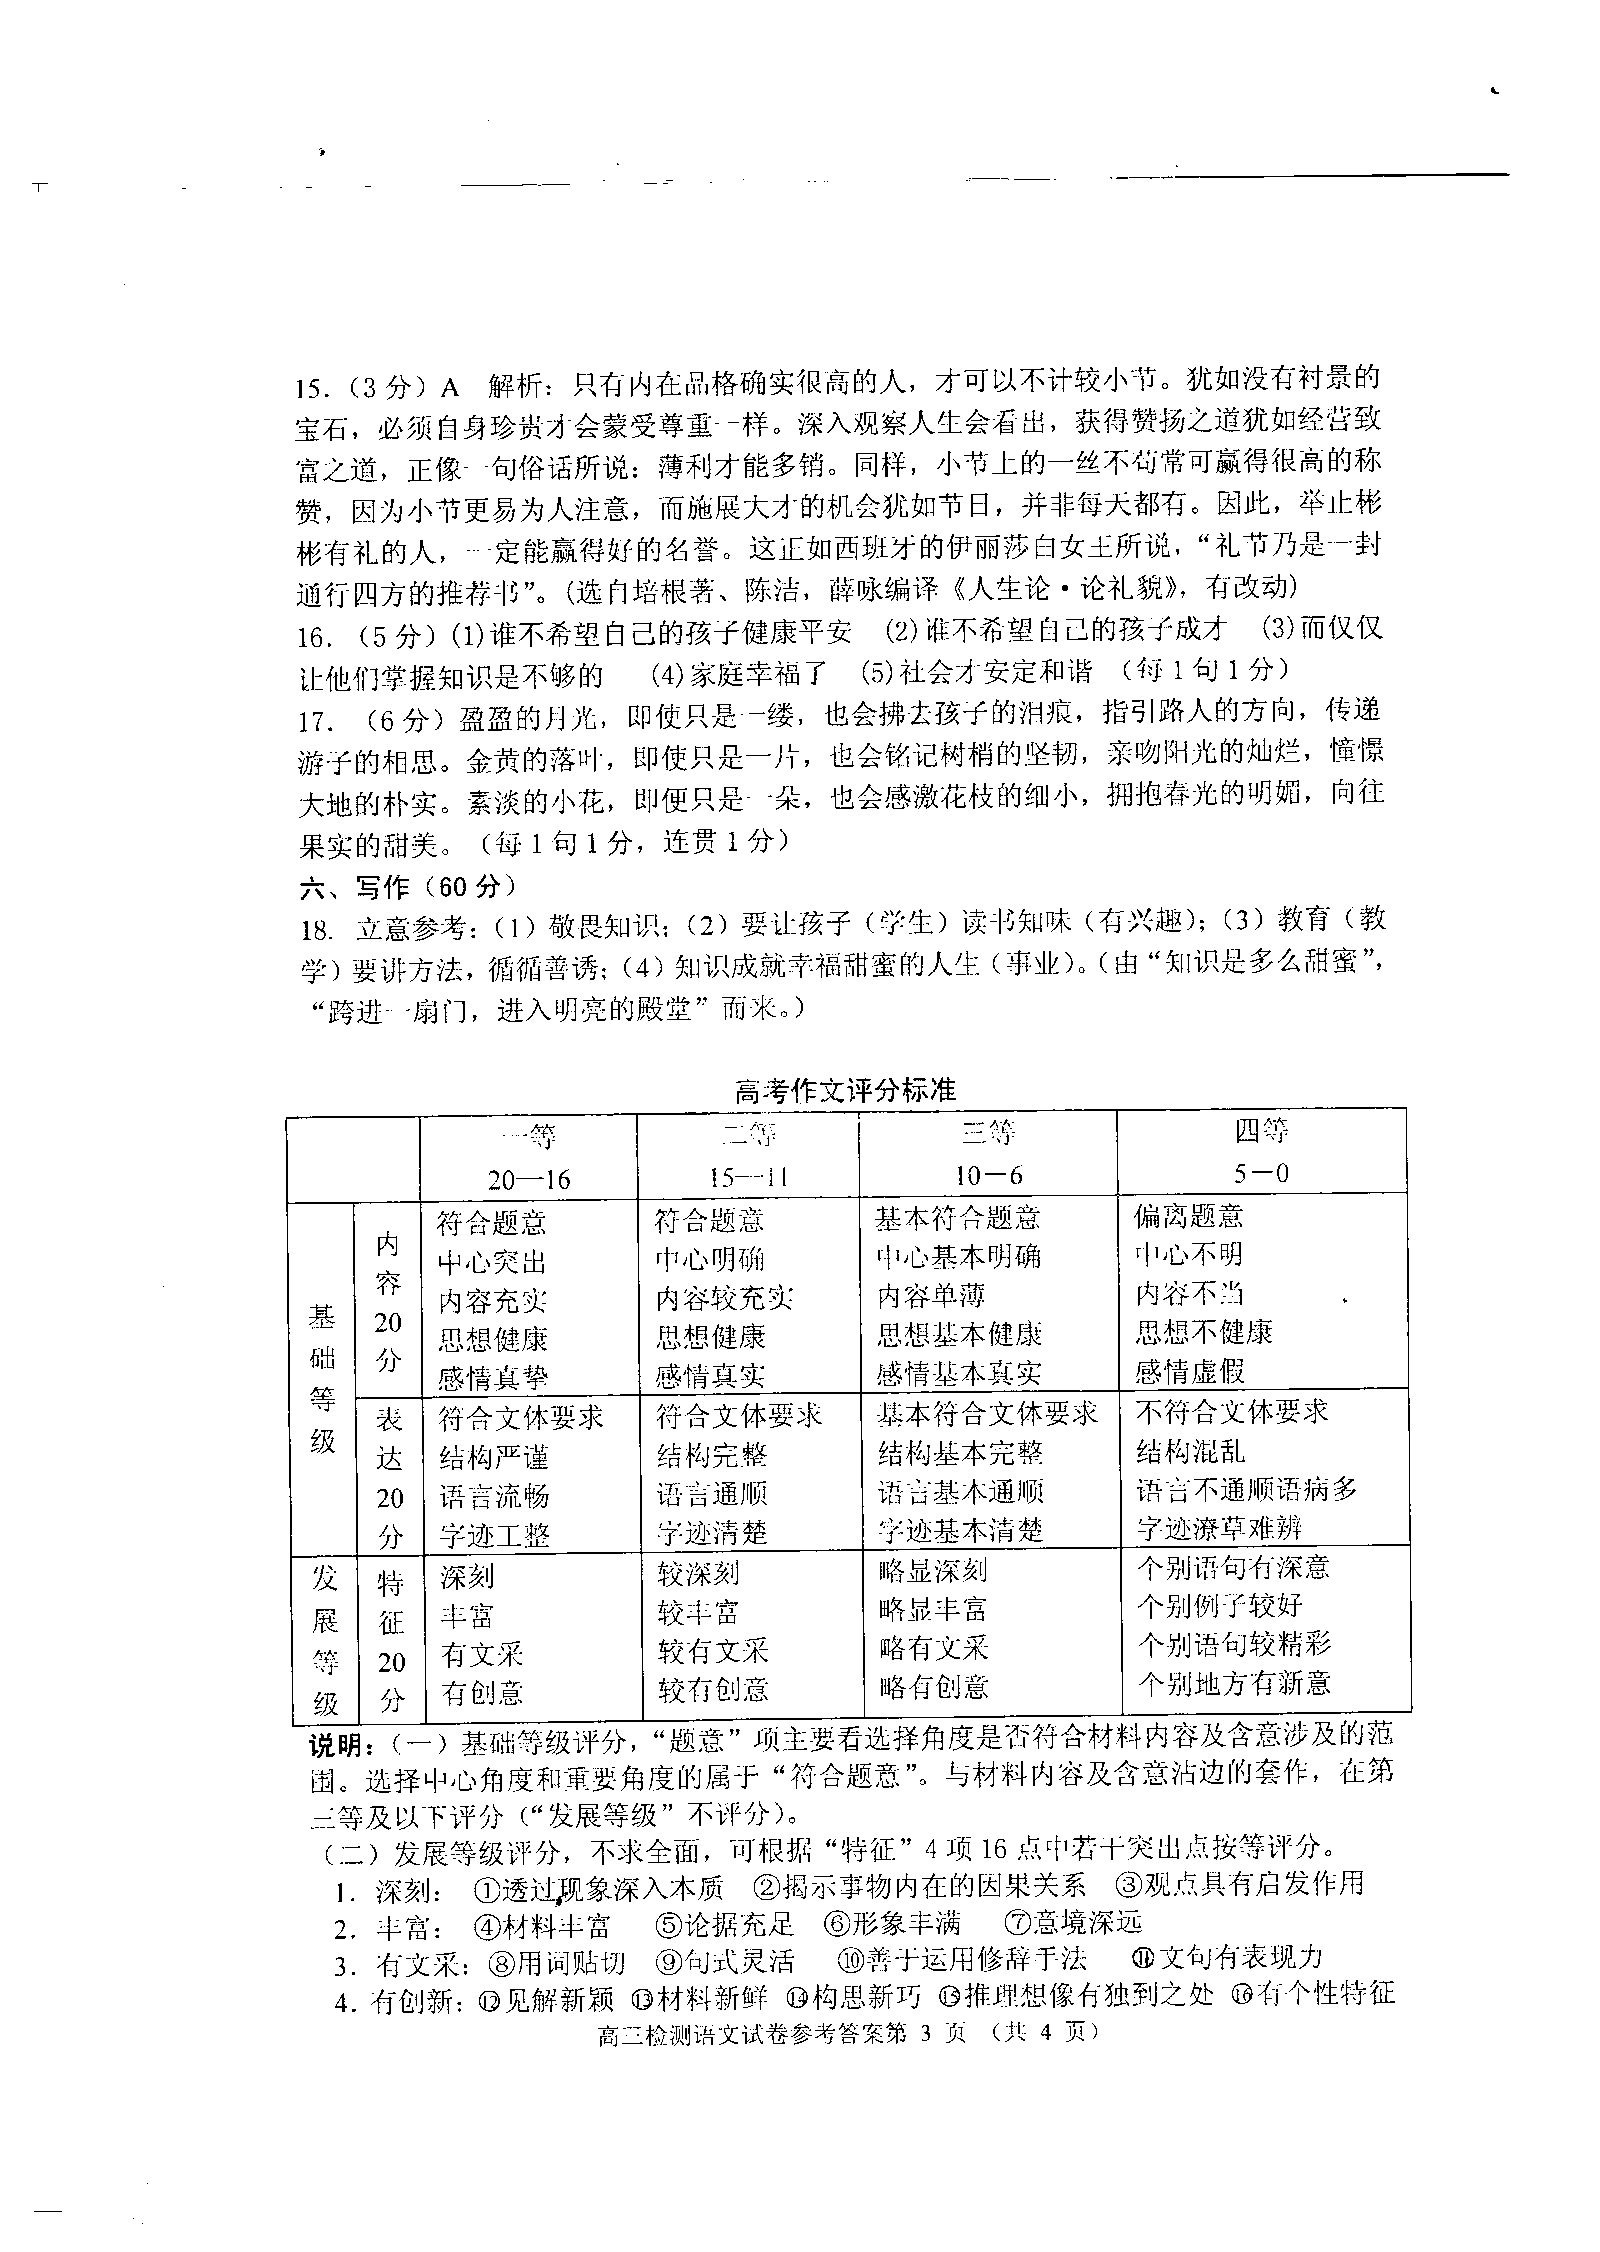 15.（3 分）A　解析：只有内在品格确实很高的人，才可以不计较小节。犹如没有衬景的
宝石，必须自身珍贵才会蒙受尊重一样。深入观察人生会看出，获得赞扬之道犹如经营致
富之道，正像一句俗话所说：薄利才能多销。同样，小节上的一丝不苟常可赢得很高的称
赞，因为小节更易为人注意，而施展大才的机会犹如节日，并非每天都有。因此，举止彬
彬有礼的人，一定能赢得好的名誉。这正如西班牙的伊丽莎白女王所说，“礼节乃是一封
通行四方的推荐书”。(选自培根著、陈洁，薛咏编译《人生论·论礼貌》，有改动)
16.（5 分）(1)谁不希望自己的孩子健康平安　(2)谁不希望自己的孩子成才　(3)而仅仅
让他们掌握知识是不够的　(4)家庭幸福了　(5)社会才安定和谐 （每 1 句 1 分）
17.（6 分）盈盈的月光，即使只是一缕，也会拂去孩子的泪痕，指引路人的方向，传递
游子的相思。金黄的落叶，即使只是一片，也会铭记树梢的坚韧，亲吻阳光的灿烂，憧憬
大地的朴实。素淡的小花，即便只是一朵，也会感激花枝的细小，拥抱春光的明媚，向往
果实的甜美。（每 1 句 1 分，连贯 1 分）
六、写作（60 分）
18. 立意参考：（1）敬畏知识；（2）要让孩子（学生）读书知味（有兴趣）；（3）教育（教
学）要讲方法，循循善诱；（4）知识成就幸福甜蜜的人生（事业）。（由“知识是多么甜蜜”，
“跨进一扇门，进入明亮的殿堂”而来。）
高考作文评分标准
一等 二等 三等 四等
20—16 15—11 10－6 5－0
基础等级
内容20分
符合题意 符合题意 基本符合题意 偏离题意
中心突出 中心明确 中心基本明确 中心不明
内容充实 内容较充实 内容单薄 内容不当
思想健康 思想健康 思想基本健康 思想不健康
感情真挚 感情真实 感情基本真实 感情虚假
表达20分
符合文体要求 符合文体要求 基本符合文体要求 不符合文体要求
结构严谨 结构完整 结构基本完整 结构混乱
语言流畅 语言通顺 语言基本通顺 语言不通顺语病多
字迹工整 字迹清楚 字迹基本清楚 字迹潦草难辨
发展等级
特征20分
深刻 较深刻 略显深刻 个别语句有深意
丰富 较丰富 略显丰富 个别例子较好
有文采 较有文采 略有文采 个别语句较精彩
有创意 较有创意 略有创意 个别地方有新意
说明：（一）基础等级评分，“题意”项主要看选择角度是否符合材料内容及含意涉及的范
围。选择中心角度和重要角度的属于“符合题意”。与材料内容及含意沾边的套作，在第
三等及以下评分（“发展等级”不评分）。
（二）发展等级评分，不求全面，可根据“特征”4 项 16 点中若干突出点按等评分。
1. 深刻： ①透过现象深入本质 ②揭示事物内在的因果关系 ③观点具有启发作用
2. 丰富： ④材料丰富 ⑤论据充足 ⑥形象丰满 ⑦意境深远
3. 有文采：⑧用词贴切 ⑨句式灵活 ⑩善于运用修辞手法 ⑪文句有表现力
4. 有创新：⑫见解新颖 ⑬材料新鲜 ⑭构思新巧 ⑮推理想像有独到之处 ⑯有个性特征
高三检测语文试卷参考答案第 3 页 （共 4 页）